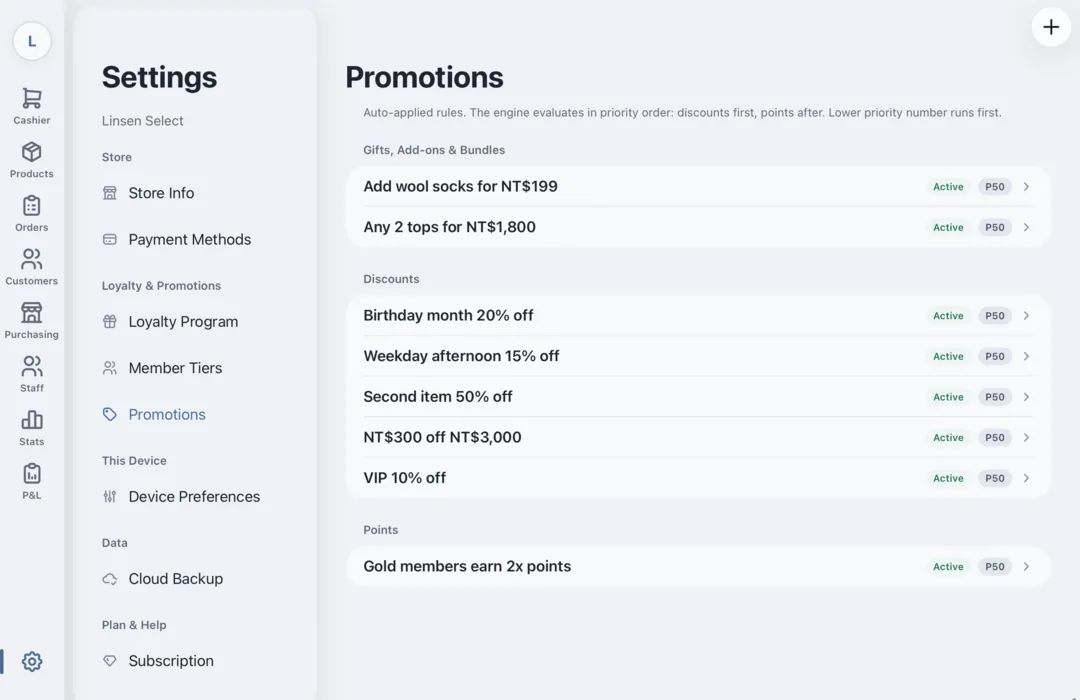 L
Cashier
Products
Orders
Customers
Purchasing
Staff
Stats
P&L
Settings
Linsen Select
Store
Store Info
Payment Methods
Loyalty & Promotions
Loyalty Program
Member Tiers
Promotions
This Device
Device Preferences
Data
Cloud Backup
Plan & Help
Subscription
Promotions
Auto-applied rules. The engine evaluates in priority order: discounts first, points after. Lower priority number runs first.
Gifts, Add-ons & Bundles
Add wool socks for NT$199 Active P50
Any 2 tops for NT$1,800 Active P50
Discounts
Birthday month 20% off Active P50
Weekday afternoon 15% off Active P50
Second item 50% off Active P50
NT$300 off NT$3,000 Active P50
VIP 10% off Active P50
Points
Gold members earn 2x points Active P50